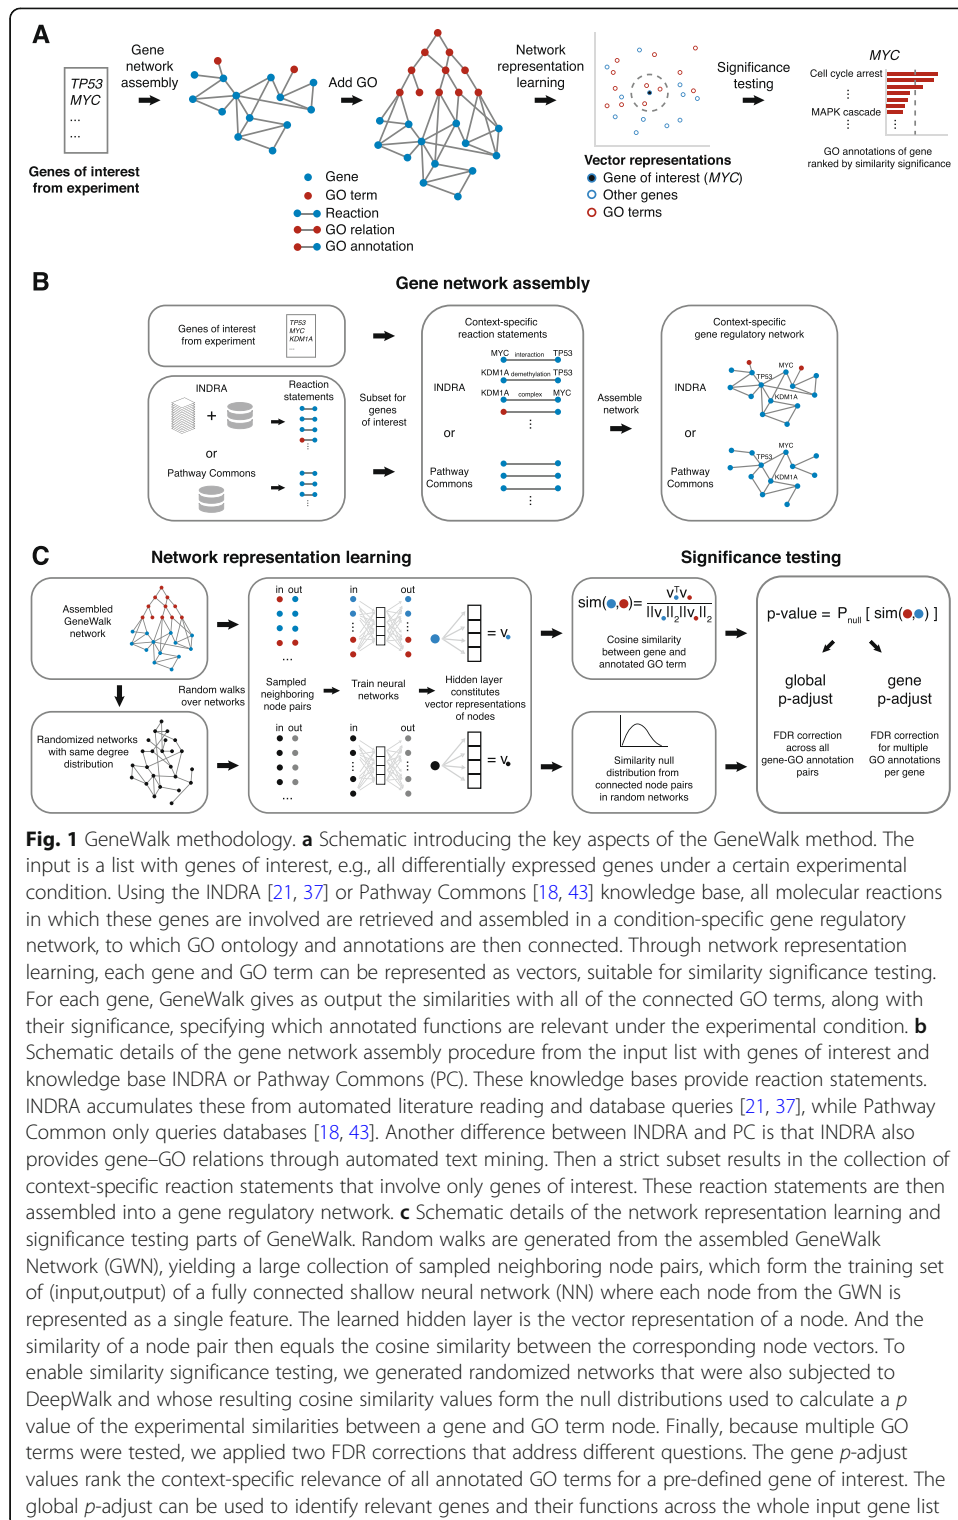 A
TP53
MYC
...
...
Genes of interest
from experiment
Gene
network
assembly
Add GO
Gene
GO term
Reaction
GO relation
GO annotation
Network
representation
learning
Vector representations
Gene of interest (MYC)
Other genes
GO terms
Significance
testing
MYC
Cell cycle arrest
⋮ ⋮
MAPK cascade
⋮ ⋮
GO annotations of gene
ranked by similarity significance
B
Gene network assembly
Genes of interest
from experiment
TP53
MYC
KDM1A
...
INDRA
+
Reaction
statements
⋮
or
Pathway Commons
⋮
Subset for
genes
of interest
Context-specific
reaction statements
INDRA
MYC interaction TP53
KDM1A demethylation TP53
KDM1A complex MYC
⋮
or
Pathway
Commons
⋮
Assemble
network
Context-specific
gene regulatory network
INDRA
MYC
TP53
KDM1A
or
Pathway
Commons
MYC
TP53
KDM1A
C
Network representation learning
Significance testing
Assembled
GeneWalk
network
Randomized networks
with same degree
distribution
Random walks
over networks
in out
...
Sampled
neighboring
node pairs
in out
...
in out
⋮ ⋮
Train neural
networks
in out
⋮ ⋮
= v
Hidden layer
constitutes
vector representations
of nodes
= v
sim( , ) = vᵀv / ||v||₂||v||₂
Cosine similarity
between gene and
annotated GO term
Similarity null
distribution from
connected node pairs
in random networks
p-value = Pnull [ sim( , ) ]
global
p-adjust
gene
p-adjust
FDR correction
across all
gene-GO annotation
pairs
FDR correction
for multiple
GO annotations
per gene
Fig. 1 GeneWalk methodology. a Schematic introducing the key aspects of the GeneWalk method. The
input is a list with genes of interest, e.g., all differentially expressed genes under a certain experimental
condition. Using the INDRA [21, 37] or Pathway Commons [18, 43] knowledge base, all molecular reactions
in which these genes are involved are retrieved and assembled in a condition-specific gene regulatory
network, to which GO ontology and annotations are then connected. Through network representation
learning, each gene and GO term can be represented as vectors, suitable for similarity significance testing.
For each gene, GeneWalk gives as output the similarities with all of the connected GO terms, along with
their significance, specifying which annotated functions are relevant under the experimental condition. b
Schematic details of the gene network assembly procedure from the input list with genes of interest and
knowledge base INDRA or Pathway Commons (PC). These knowledge bases provide reaction statements.
INDRA accumulates these from automated literature reading and database queries [21, 37], while Pathway
Common only queries databases [18, 43]. Another difference between INDRA and PC is that INDRA also
provides gene–GO relations through automated text mining. Then a strict subset results in the collection of
context-specific reaction statements that involve only genes of interest. These reaction statements are then
assembled into a gene regulatory network. c Schematic details of the network representation learning and
significance testing parts of GeneWalk. Random walks are generated from the assembled GeneWalk
Network (GWN), yielding a large collection of sampled neighboring node pairs, which form the training set
of (input,output) of a fully connected shallow neural network (NN) where each node from the GWN is
represented as a single feature. The learned hidden layer is the vector representation of a node. And the
similarity of a node pair then equals the cosine similarity between the corresponding node vectors. To
enable similarity significance testing, we generated randomized networks that were also subjected to
DeepWalk and whose resulting cosine similarity values form the null distributions used to calculate a p
value of the experimental similarities between a gene and GO term node. Finally, because multiple GO
terms were tested, we applied two FDR corrections that address different questions. The gene p-adjust
values rank the context-specific relevance of all annotated GO terms for a pre-defined gene of interest. The
global p-adjust can be used to identify relevant genes and their functions across the whole input gene list